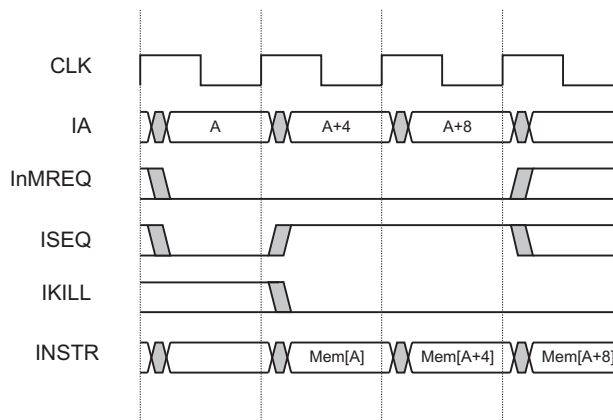 CLK
IA A A+4 A+8
InMREQ
ISEQ
IKILL
INSTR Mem[A] Mem[A+4] Mem[A+8]